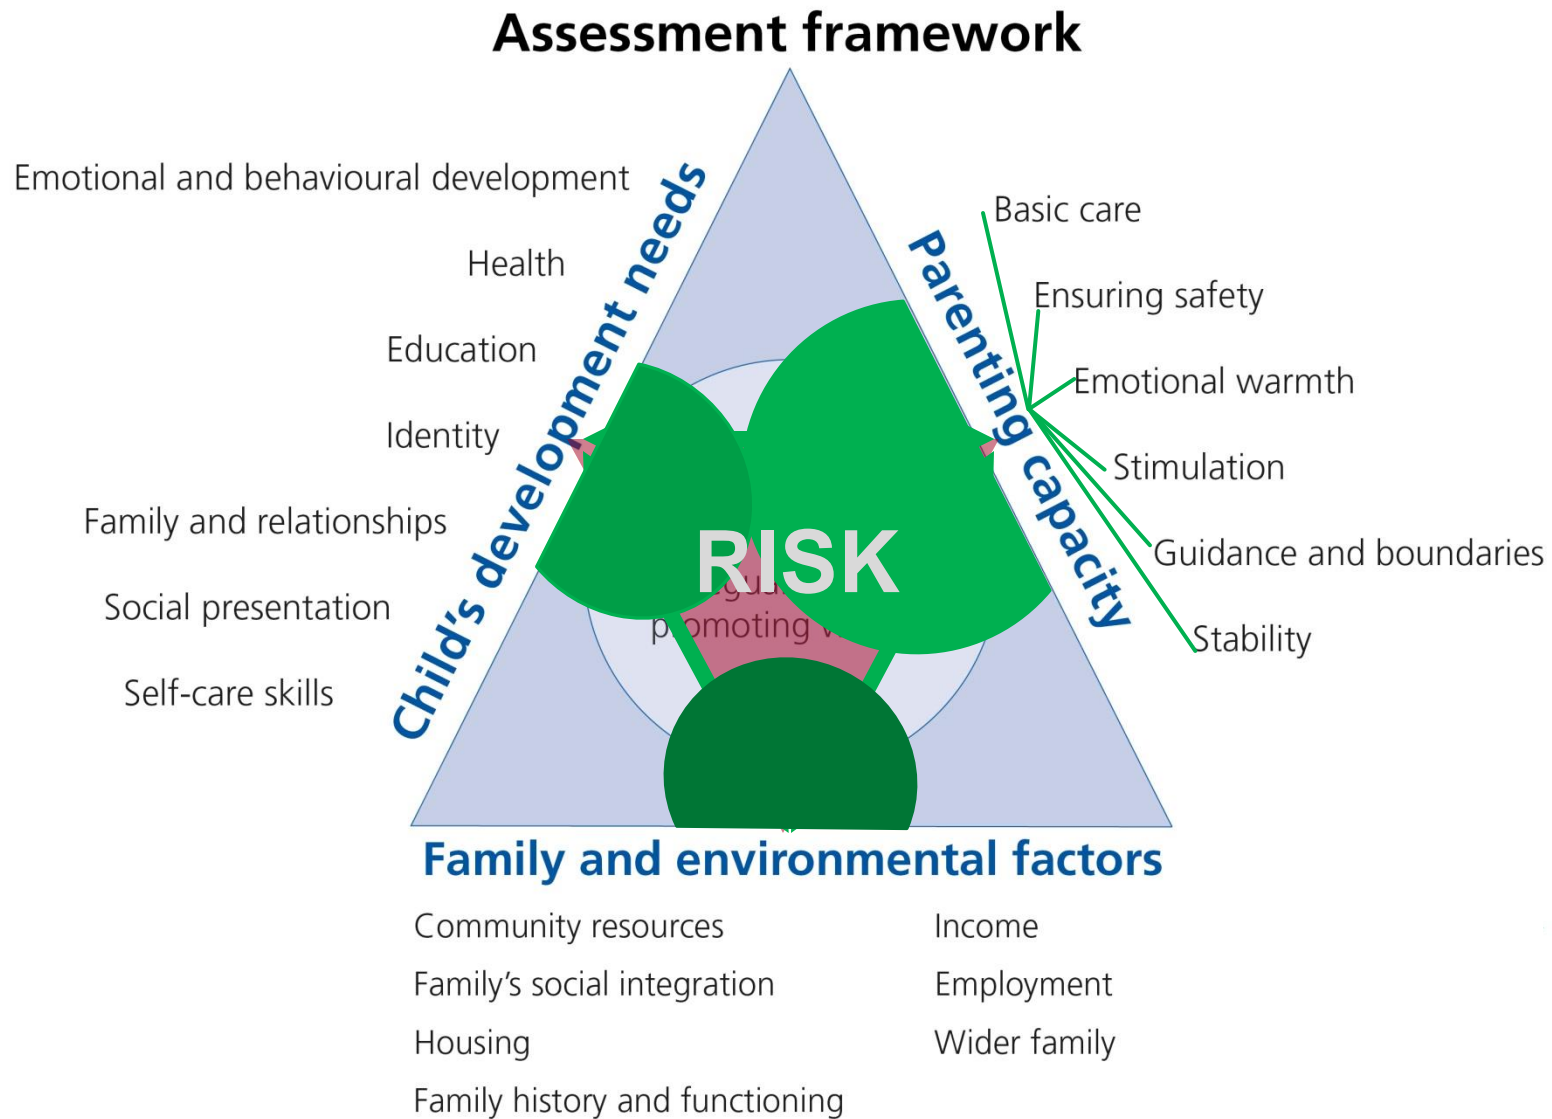 Assessment framework
Emotional and behavioural development
Health
Education
Identity
Family and relationships
Social presentation
Self-care skills
Child's development needs
Parenting capacity
Basic care
Ensuring safety
Emotional warmth
Stimulation
Guidance and boundaries
Stability
RISK
promoting
Family and environmental factors
Community resources
Family's social integration
Housing
Family history and functioning
Income
Employment
Wider family